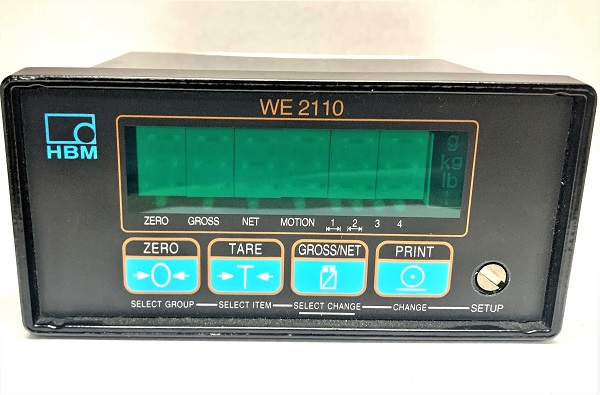 WE 2110
HBM
g
kg
lb
ZERO GROSS NET MOTION 1 2 3 4
ZERO TARE GROSS/NET PRINT
SELECT GROUP SELECT ITEM SELECT CHANGE CHANGE SETUP